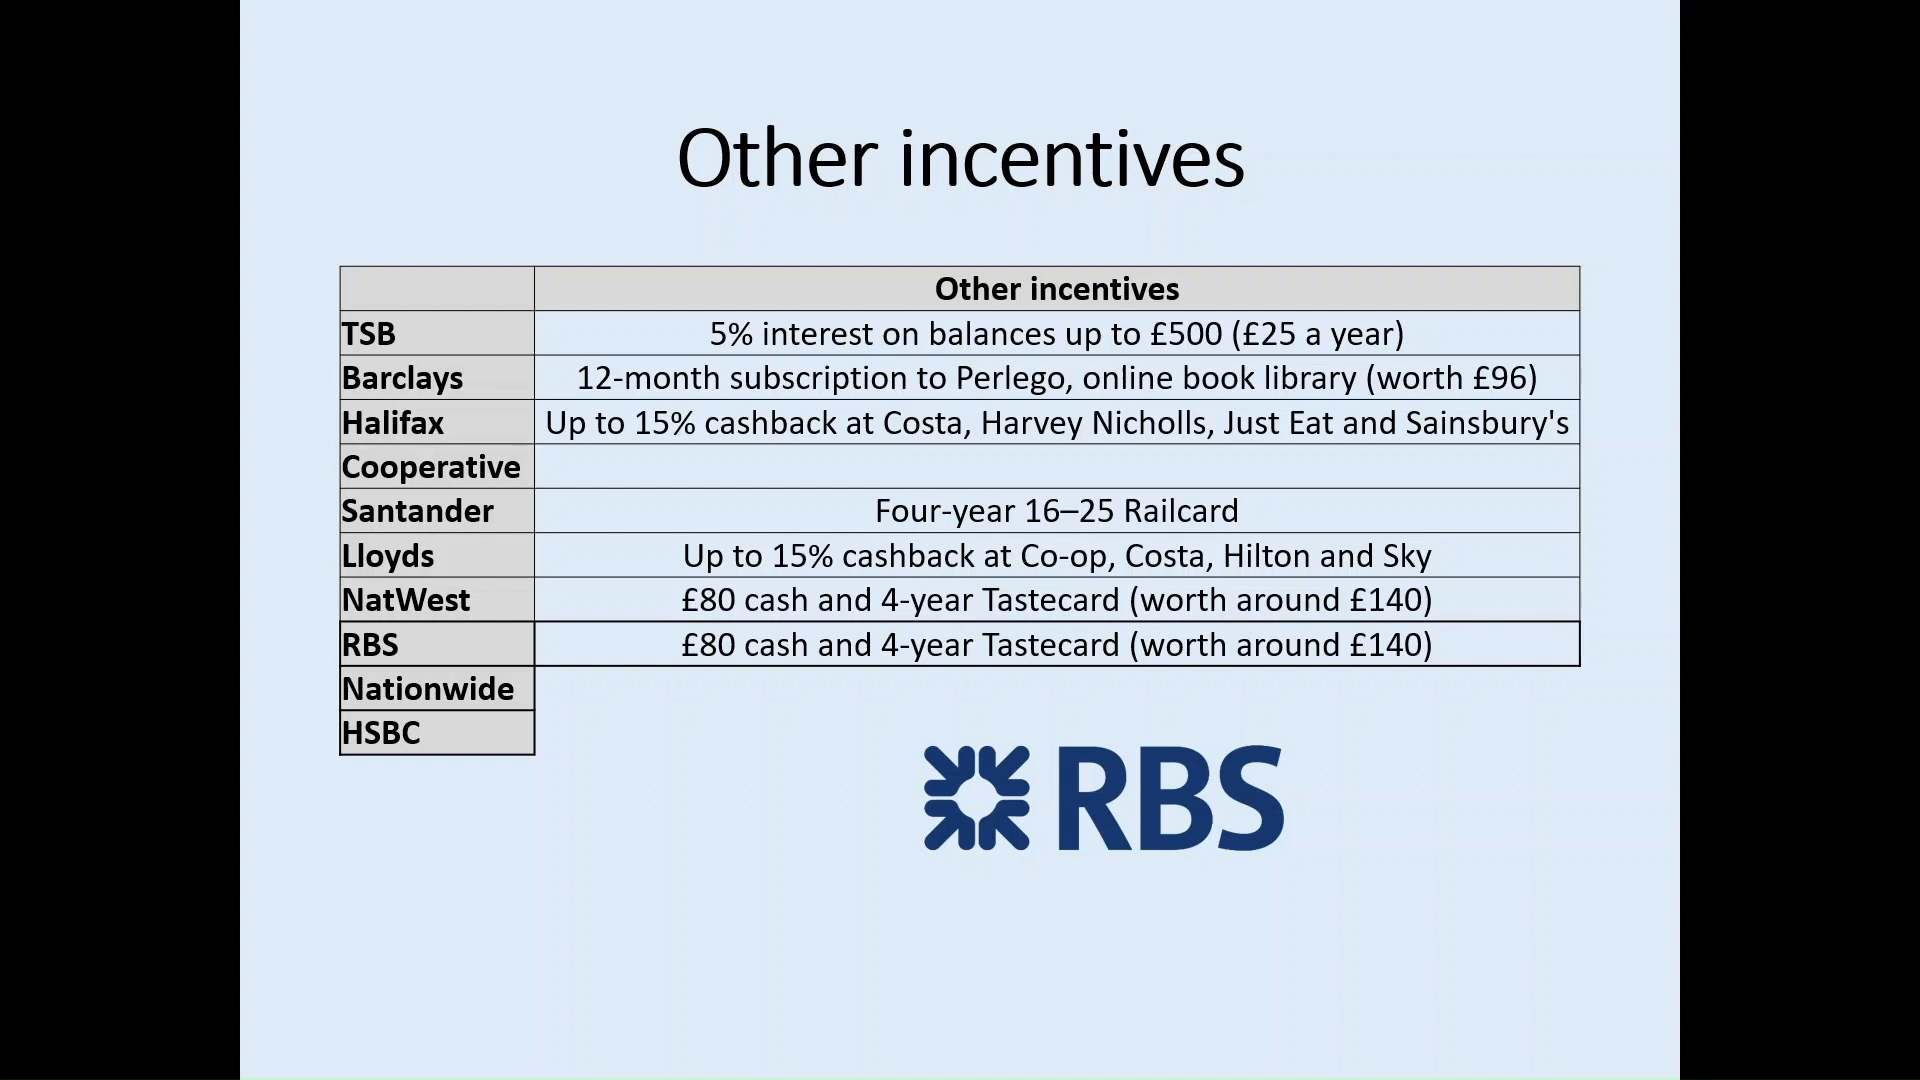 Other incentives
Other incentives
TSB 5% interest on balances up to £500 (£25 a year)
Barclays 12-month subscription to Perlego, online book library (worth £96)
Halifax Up to 15% cashback at Costa, Harvey Nicholls, Just Eat and Sainsbury's
Cooperative
Santander Four-year 16–25 Railcard
Lloyds Up to 15% cashback at Co-op, Costa, Hilton and Sky
NatWest £80 cash and 4-year Tastecard (worth around £140)
RBS £80 cash and 4-year Tastecard (worth around £140)
Nationwide
HSBC
RBS